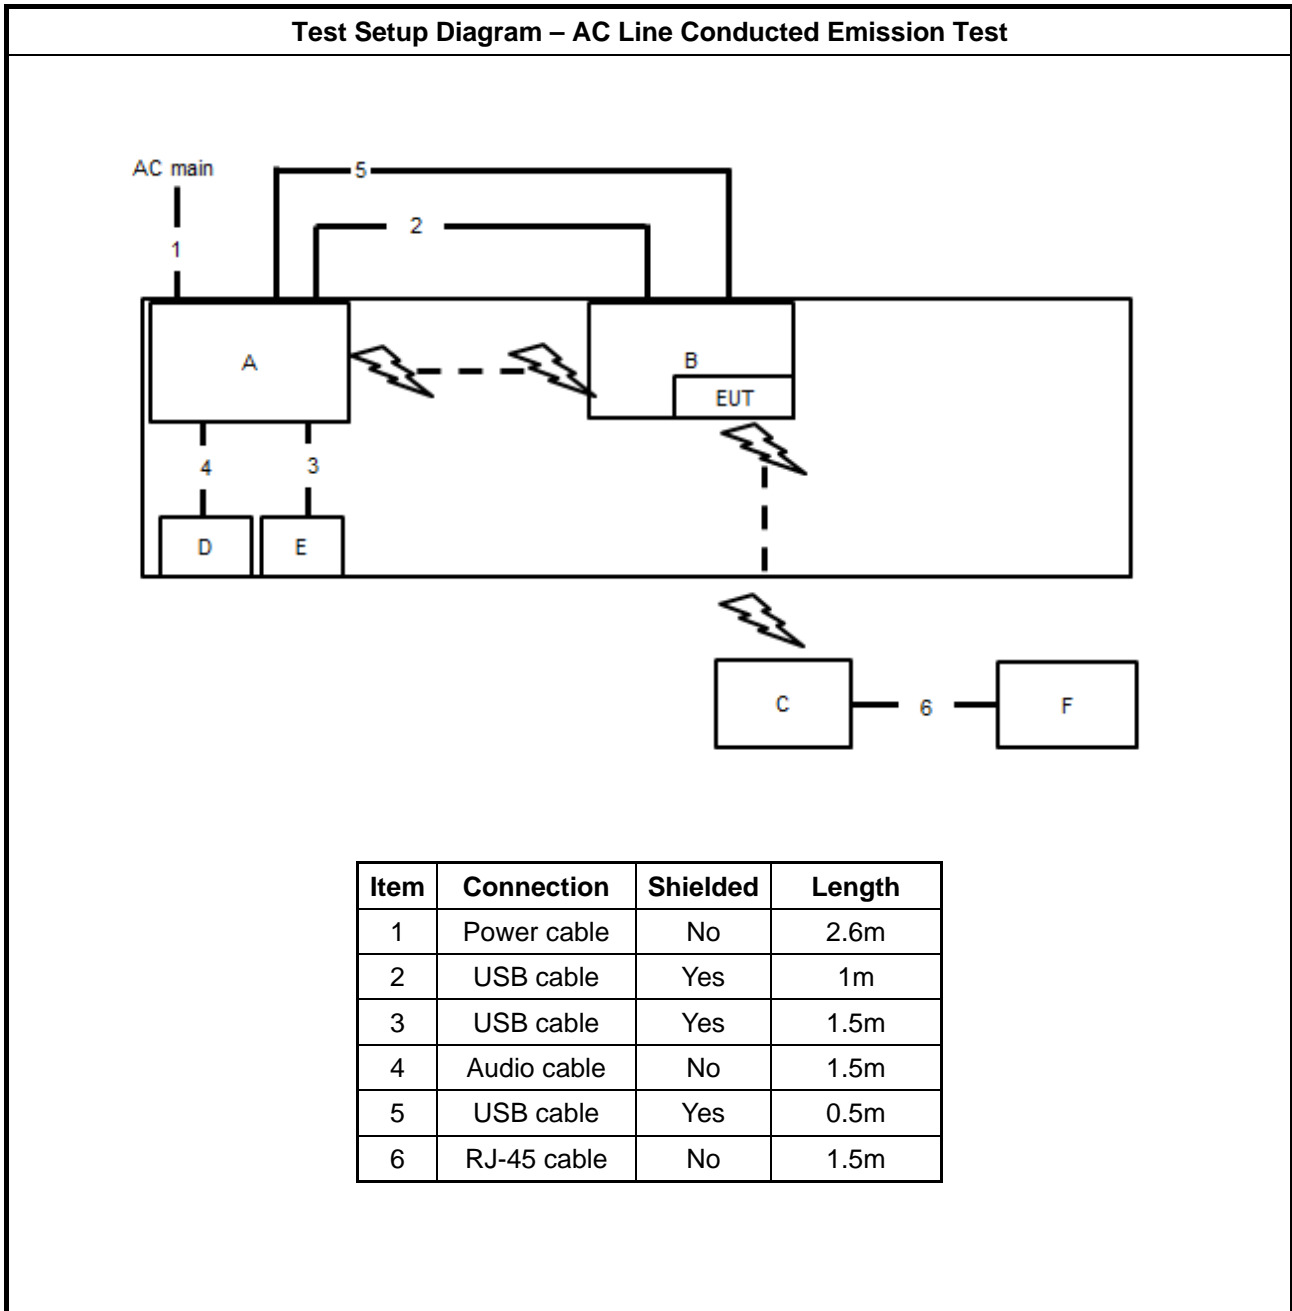 Test Setup Diagram – AC Line Conducted Emission Test
AC main
5
2
1
A
B
EUT
4
3
D
E
C
6
F
Item Connection Shielded Length
1 Power cable No 2.6m
2 USB cable Yes 1m
3 USB cable Yes 1.5m
4 Audio cable No 1.5m
5 USB cable Yes 0.5m
6 RJ-45 cable No 1.5m